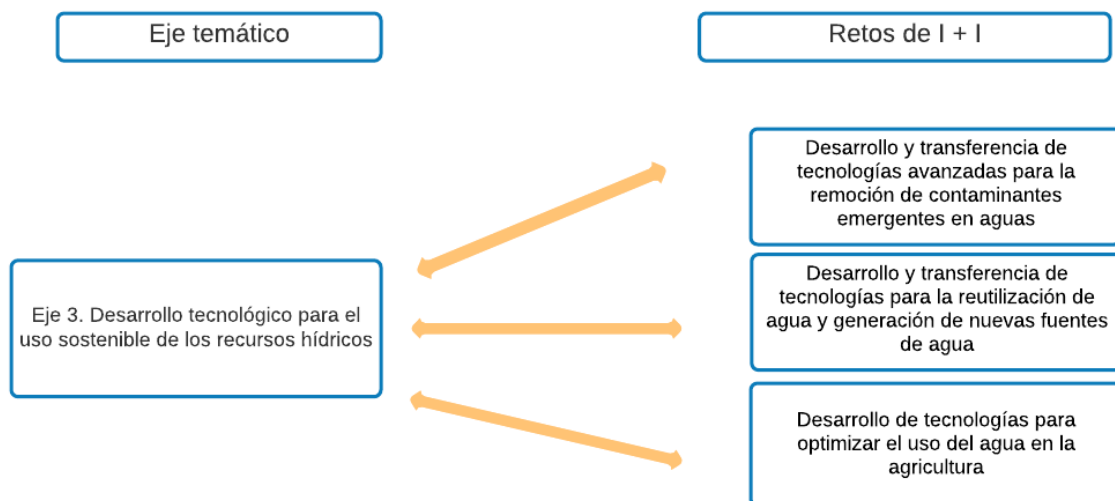 Eje temático
Retos de I + I
Desarrollo y transferencia de
tecnologías avanzadas para la
remoción de contaminantes
emergentes en aguas
Eje 3. Desarrollo tecnológico para el
uso sostenible de los recursos hídricos
Desarrollo y transferencia de
tecnologías para la reutilización de
agua y generación de nuevas fuentes
de agua
Desarrollo de tecnologías para
optimizar el uso del agua en la
agricultura